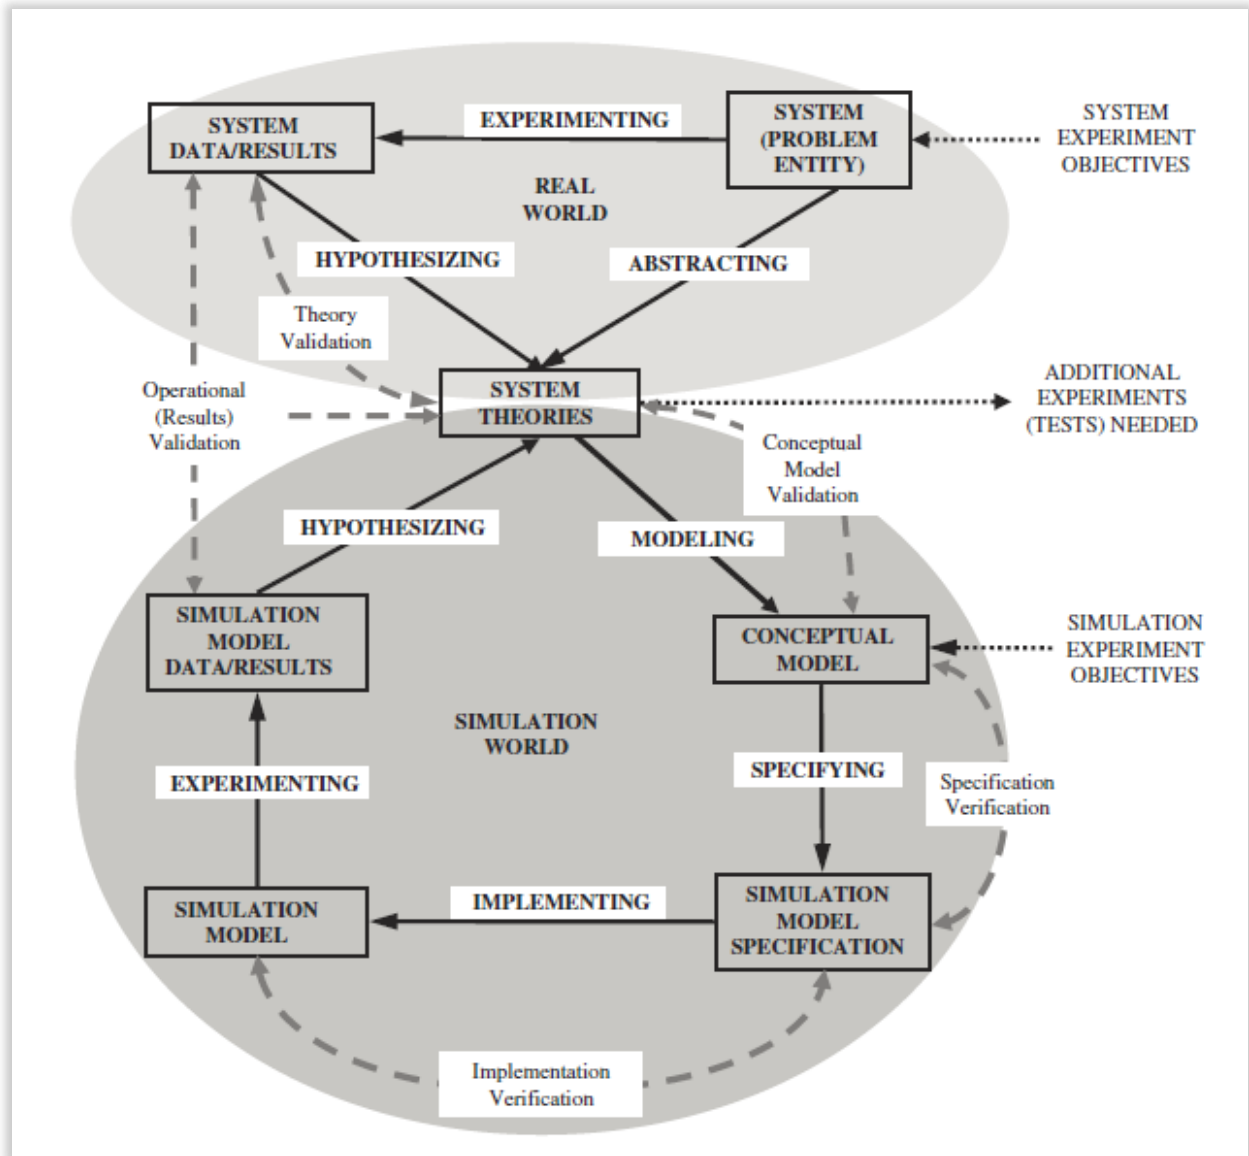 SYSTEM
DATA/RESULTS
EXPERIMENTING
SYSTEM
(PROBLEM
ENTITY)
SYSTEM
EXPERIMENT
OBJECTIVES
REAL
WORLD
HYPOTHESIZING
ABSTRACTING
Theory
Validation
Operational
(Results)
Validation
SYSTEM
THEORIES
ADDITIONAL
EXPERIMENTS
(TESTS) NEEDED
Conceptual
Model
Validation
HYPOTHESIZING
MODELING
SIMULATION
MODEL
DATA/RESULTS
CONCEPTUAL
MODEL
SIMULATION
EXPERIMENT
OBJECTIVES
SIMULATION
WORLD
EXPERIMENTING
SPECIFYING
Specification
Verification
SIMULATION
MODEL
IMPLEMENTING
SIMULATION
MODEL
SPECIFICATION
Implementation
Verification